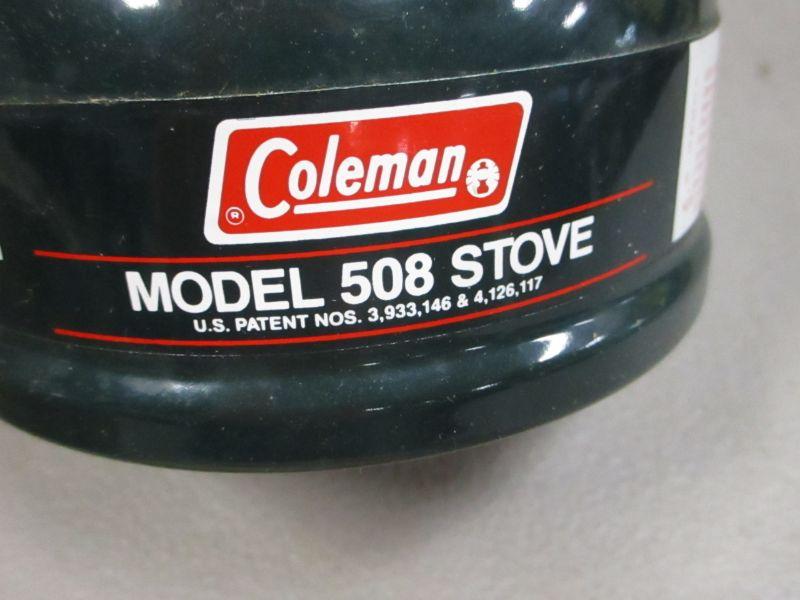 Coleman
®
MODEL 508 STOVE
U.S. PATENT NOS. 3,933,146 & 4,126,117